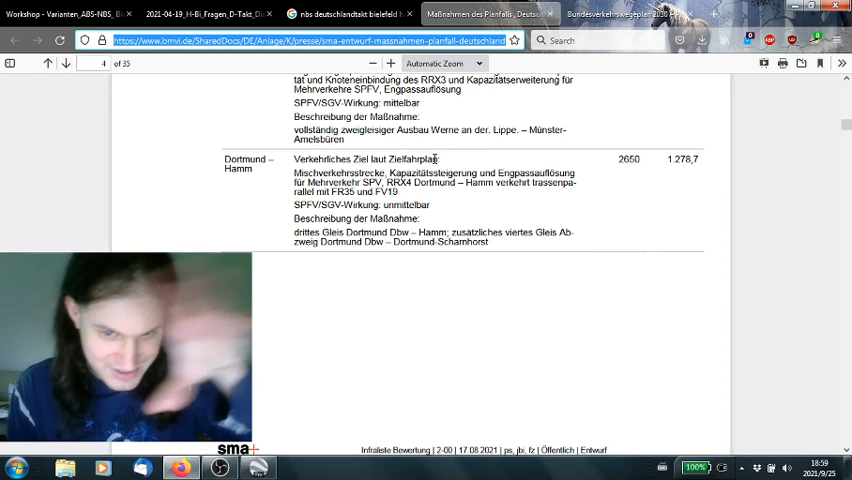 Workshop - Varianten_ABS-NBS_Bi
2021-04-19_H-Bi_Fragen_D-Takt_Du
nbs deutschlandtakt bielefeld h
Maßnahmen des Planfalls „Deutsch
Bundesverkehrswegeplan 2030
https://www.bmvi.de/SharedDocs/DE/Anlage/K/presse/sma-entwurf-massnahmen-planfall-deutschland
Search
4 of 35
Automatic Zoom
tät und Knoteneinbindung des RRX3 und Kapazitätserweiterung für
Mehrverkehre SPFV, Engpassauflösung
SPFV/SGV-Wirkung: mittelbar
Beschreibung der Maßnahme:
vollständig zweigleisiger Ausbau Werne an der. Lippe. – Münster-
Amelsbüren
Dortmund –
Hamm
Verkehrliches Ziel laut Zielfahrplan:
2650
1.278,7
Mischverkehrsstrecke, Kapazitätssteigerung und Engpassauflösung
für Mehrverkehr SPV, RRX4 Dortmund – Hamm verkehrt trassenpa-
rallel mit FR35 und FV19
SPFV/SGV-Wirkung: unmittelbar
Beschreibung der Maßnahme:
drittes Gleis Dortmund Dbw – Hamm; zusätzliches viertes Gleis Ab-
zweig Dortmund Dbw – Dortmund-Scharnhorst
sma+
Infraliste Bewertung | 2-00 | 17.08.2021 | ps, jbi, fz | Öffentlich | Entwurf
100%
18:59
2021/9/25